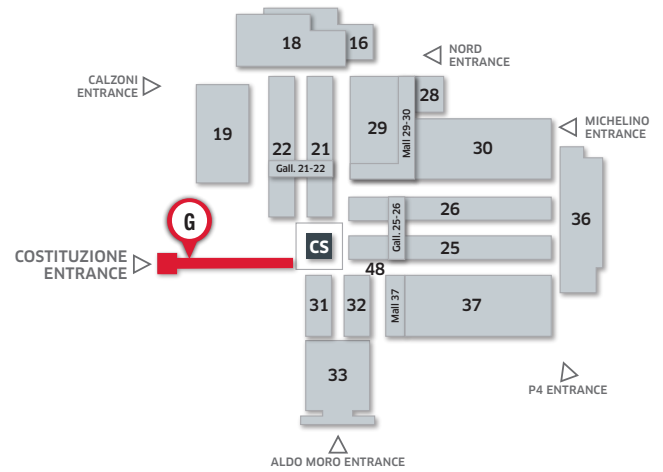 18
16
NORD
ENTRANCE
CALZONI
ENTRANCE
28
19
22
21
29
Mall 29-30
30
MICHELINO
ENTRANCE
Gall. 21-22
36
26
Gall. 25-26
G
CS
25
COSTITUZIONE
ENTRANCE
48
31
32
Mall 37
37
33
P4 ENTRANCE
ALDO MORO ENTRANCE